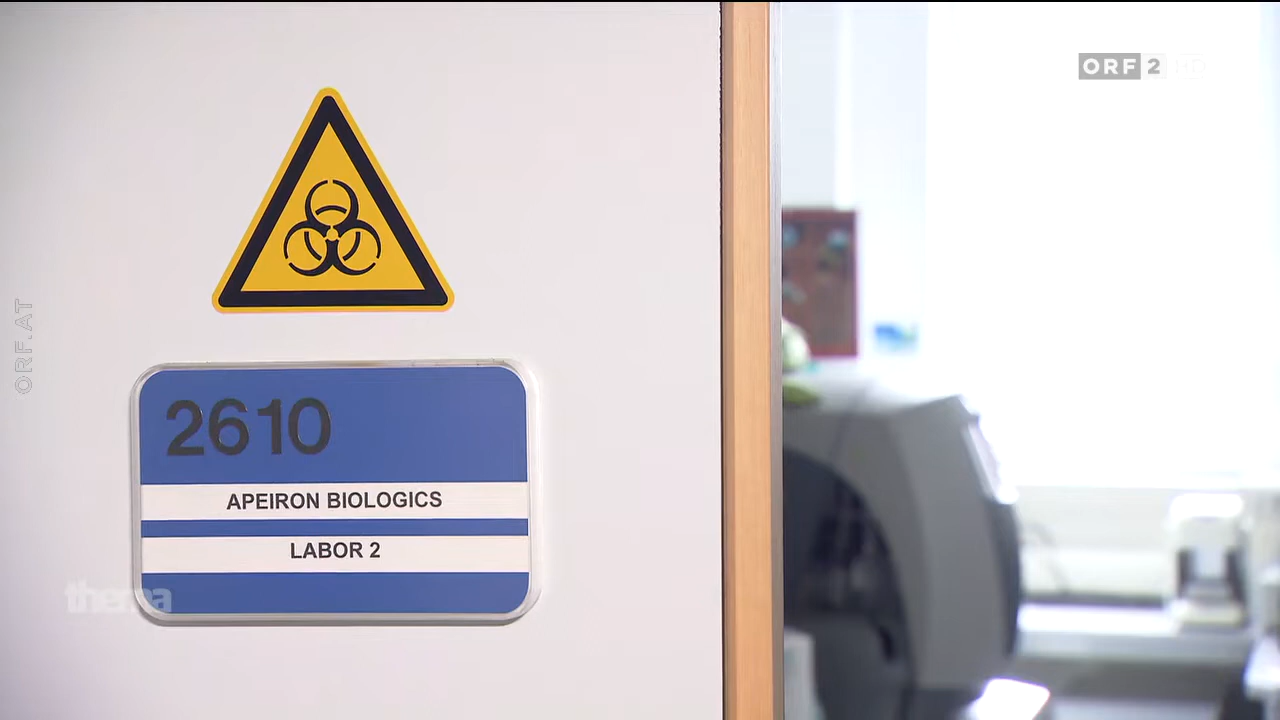 ORF 2 HD
ORF.AT
2610
APEIRON BIOLOGICS
LABOR 2
thema